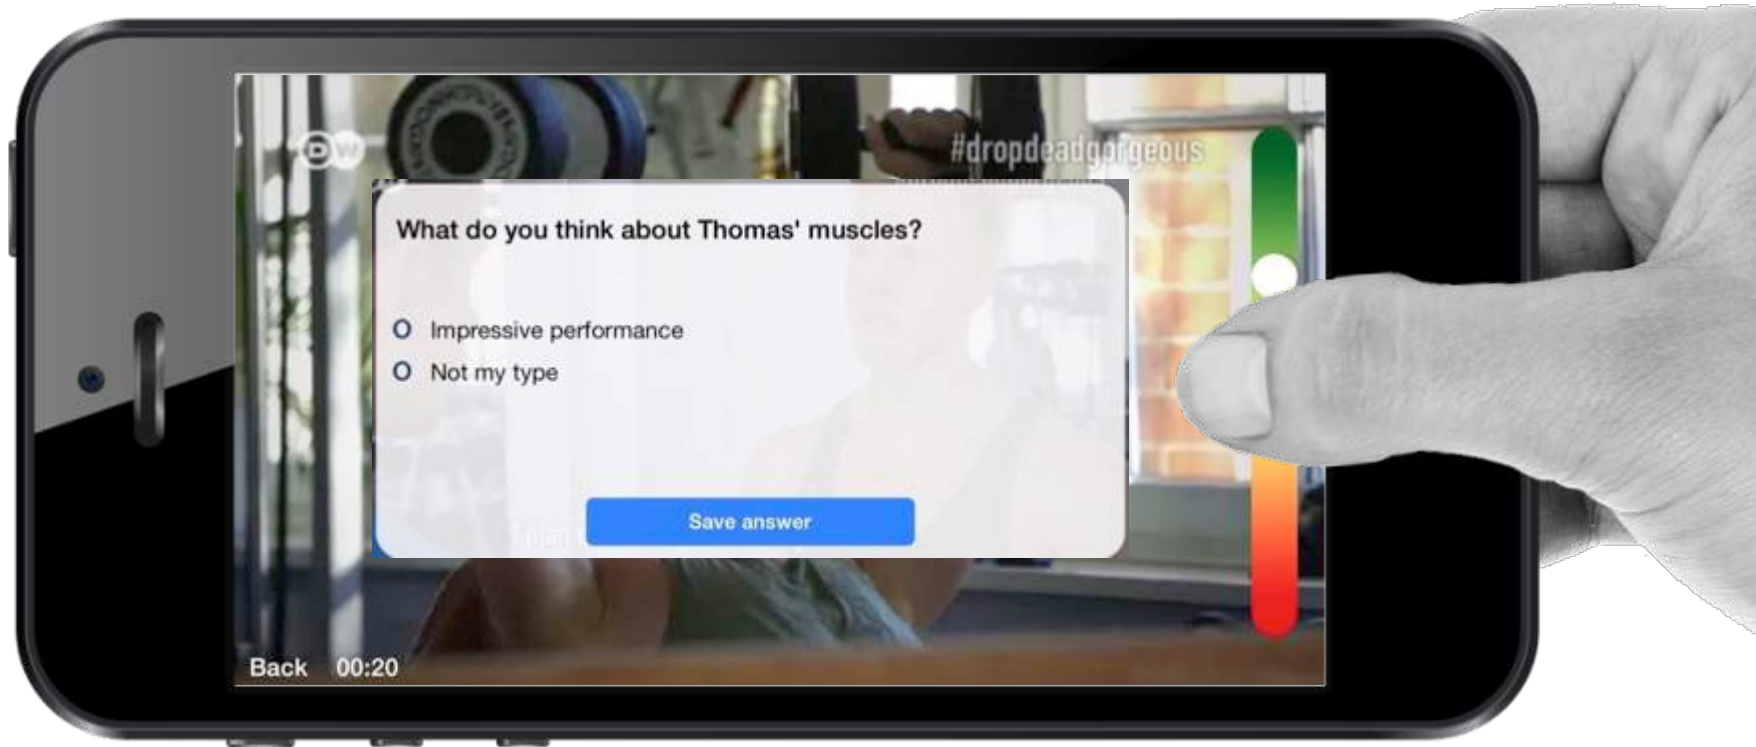 DW
#dropdeadgorgeous
What do you think about Thomas' muscles?
O Impressive performance
O Not my type
Save answer
Back 00:20